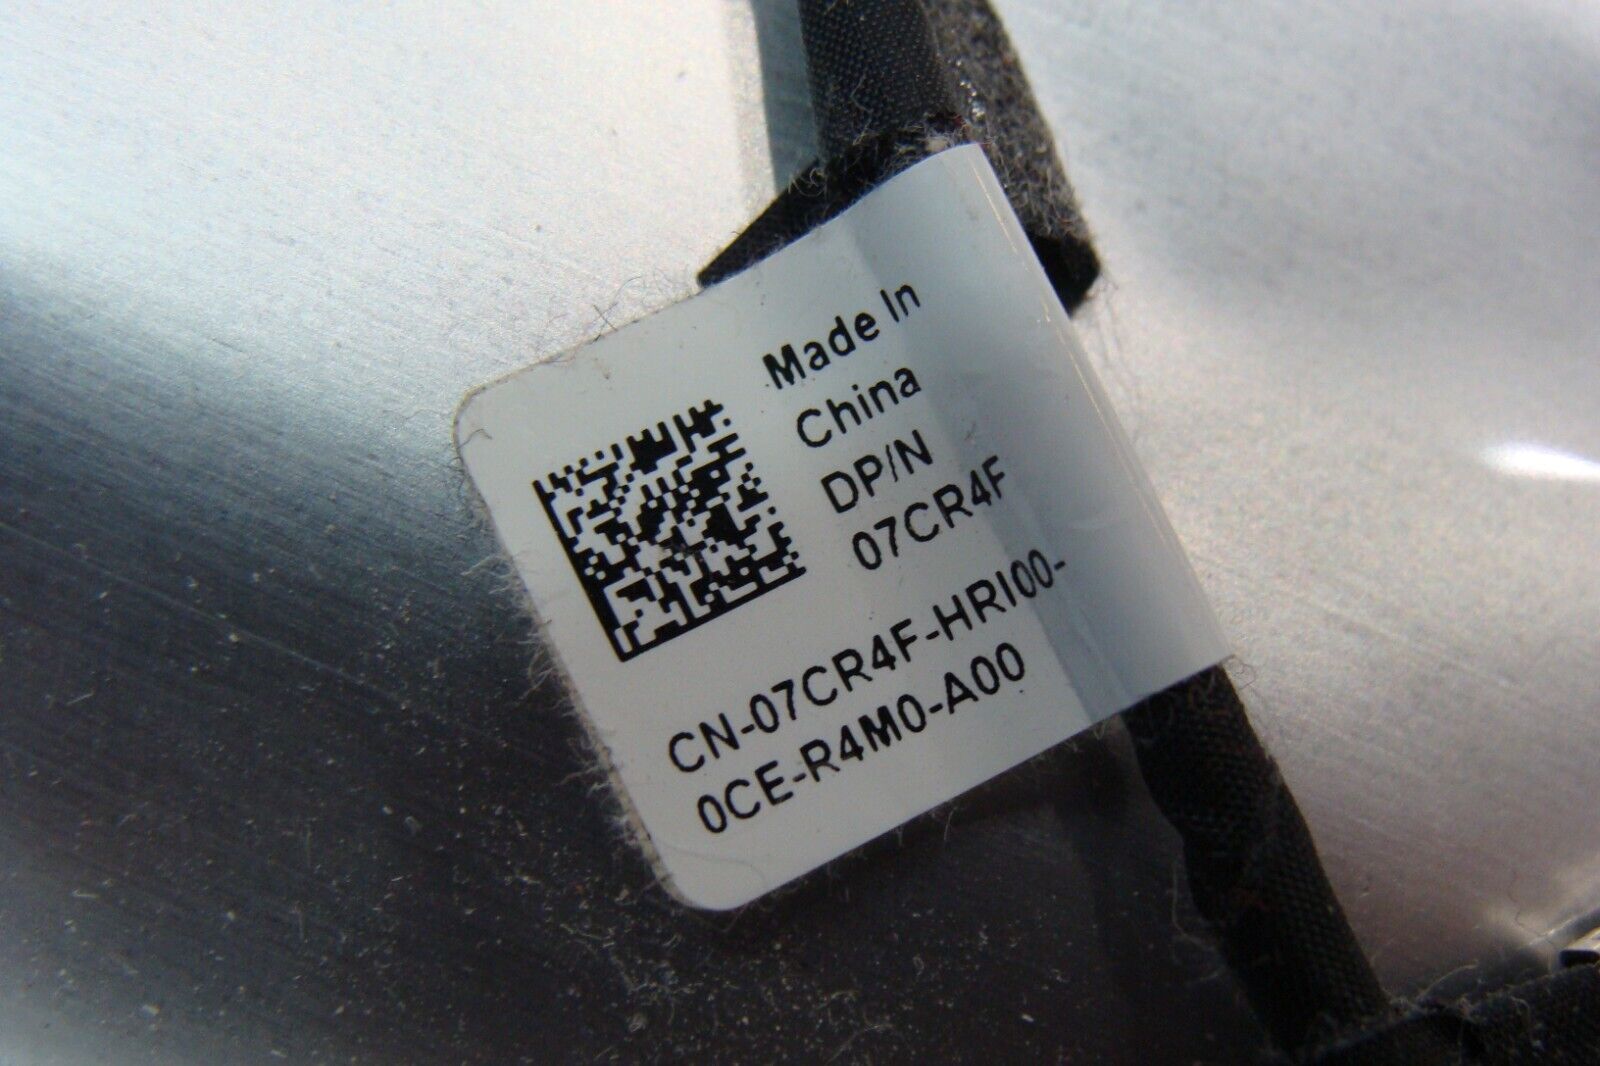 Made In
China
DP/N
07CR4F
CN-07CR4F-HRI00-
0CE-R4M0-A00